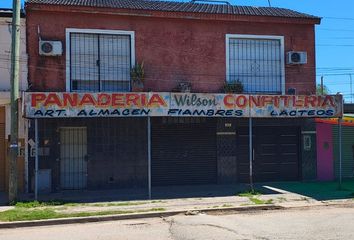 PANADERIA Wilson CONFITERIA
ART. ALMACEN FIAMBRES LACTEOS